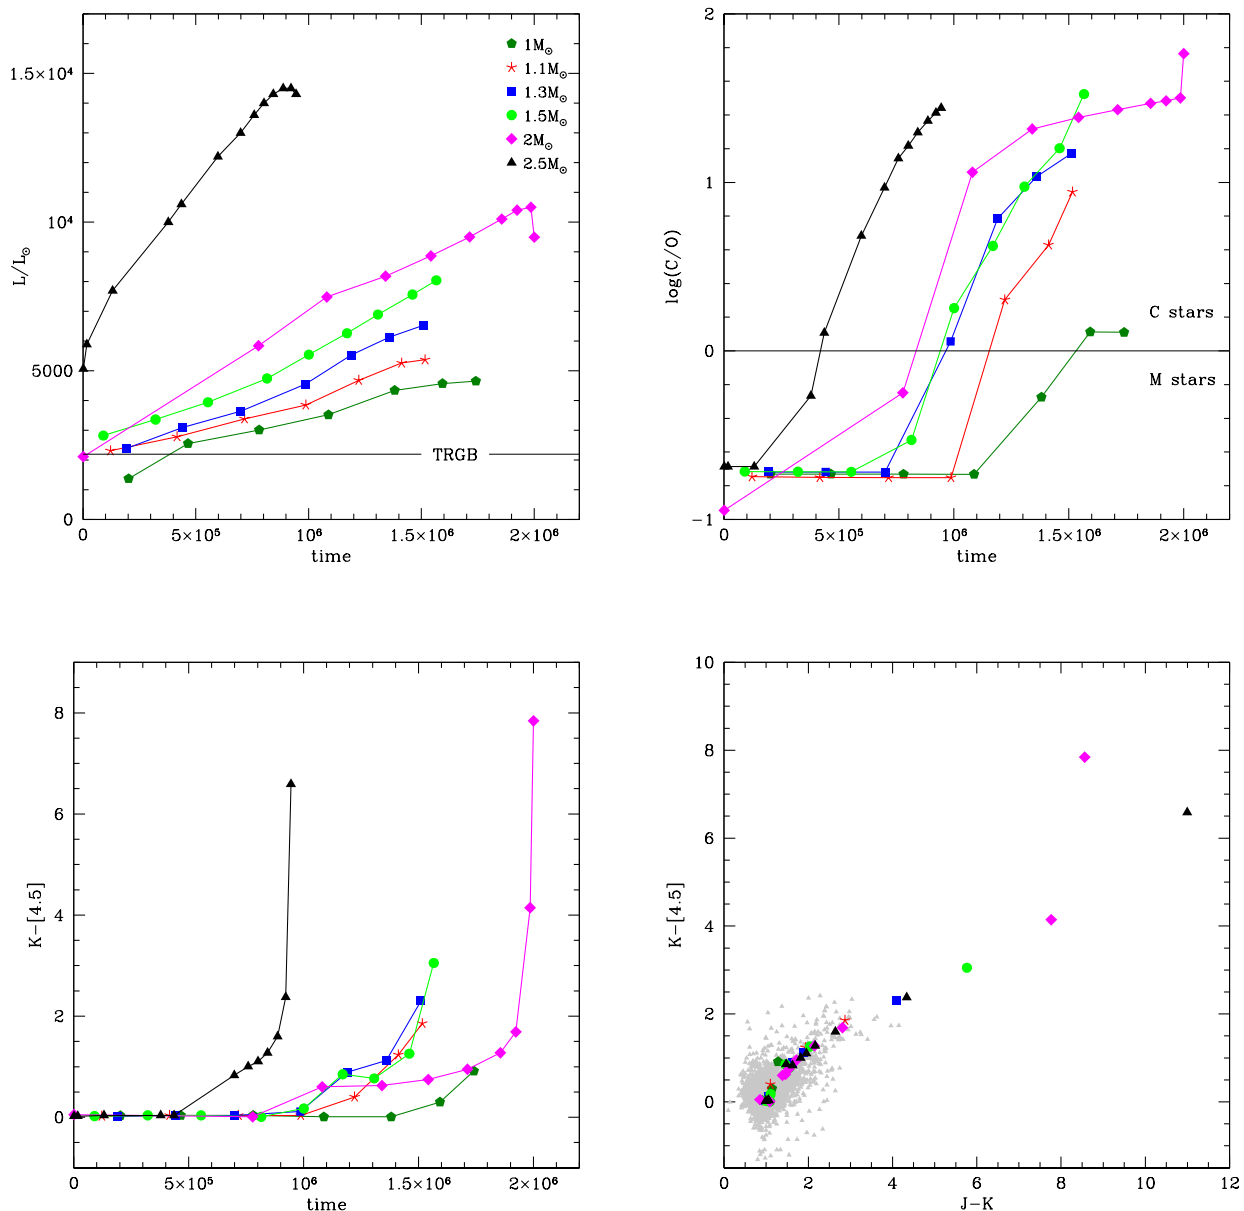 1.5×10⁴
10⁴
5000
0
L/L⊙
1M⊙
1.1M⊙
1.3M⊙
1.5M⊙
2M⊙
2.5M⊙
TRGB
0
5×10⁵
10⁶
1.5×10⁶
2×10⁶
time
2
1
0
−1
log(C/O)
C stars
M stars
0
5×10⁵
10⁶
1.5×10⁶
2×10⁶
time
8
6
4
2
0
K−[4.5]
0
5×10⁵
10⁶
1.5×10⁶
2×10⁶
time
10
8
6
4
2
0
K−[4.5]
0
2
4
6
8
10
12
J−K